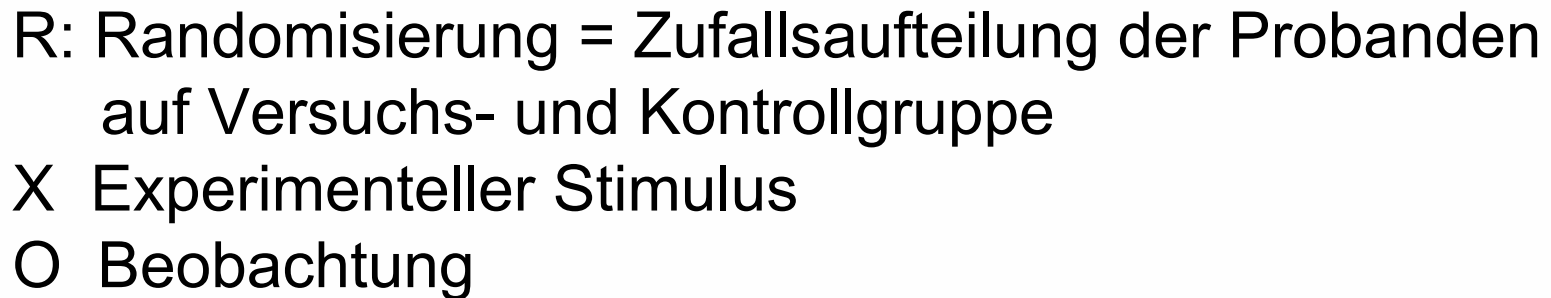 R: Randomisierung = Zufallsaufteilung der Probanden
auf Versuchs- und Kontrollgruppe
X Experimenteller Stimulus
O Beobachtung